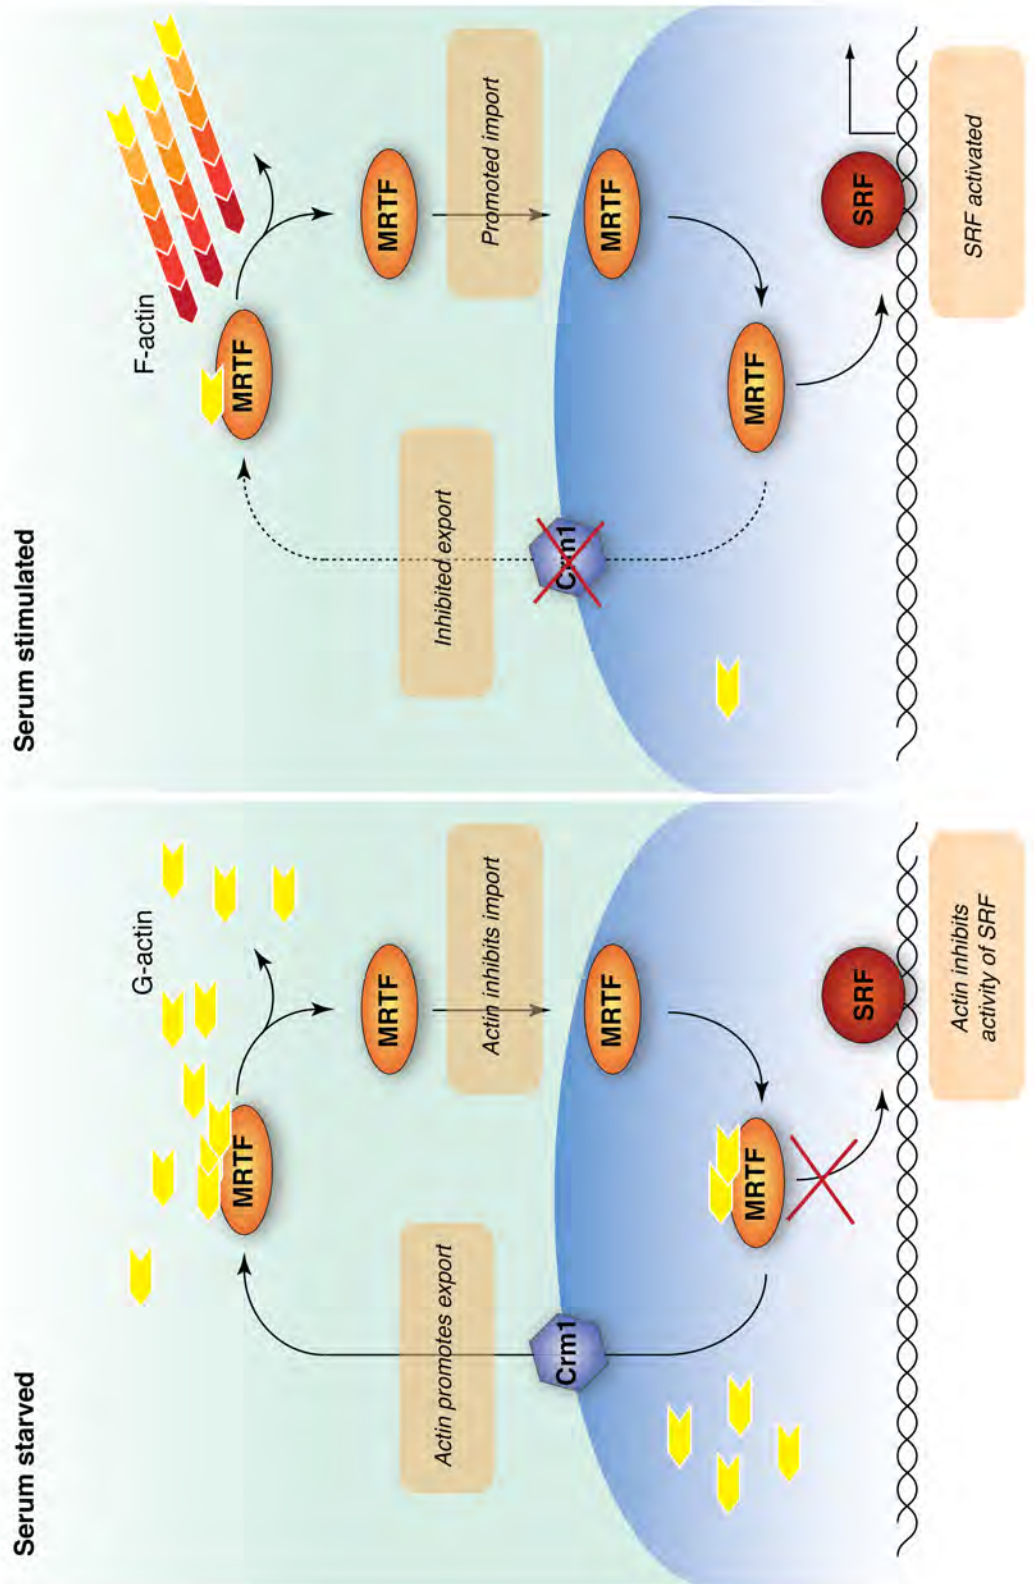 Serum starved
G-actin
MRTF
MRTF
Actin promotes export
Actin inhibits import
Crm1
MRTF
MRTF
SRF
Actin inhibits
activity of SRF
Serum stimulated
F-actin
MRTF
MRTF
Inhibited export
Promoted import
Crm1
MRTF
MRTF
SRF
SRF activated